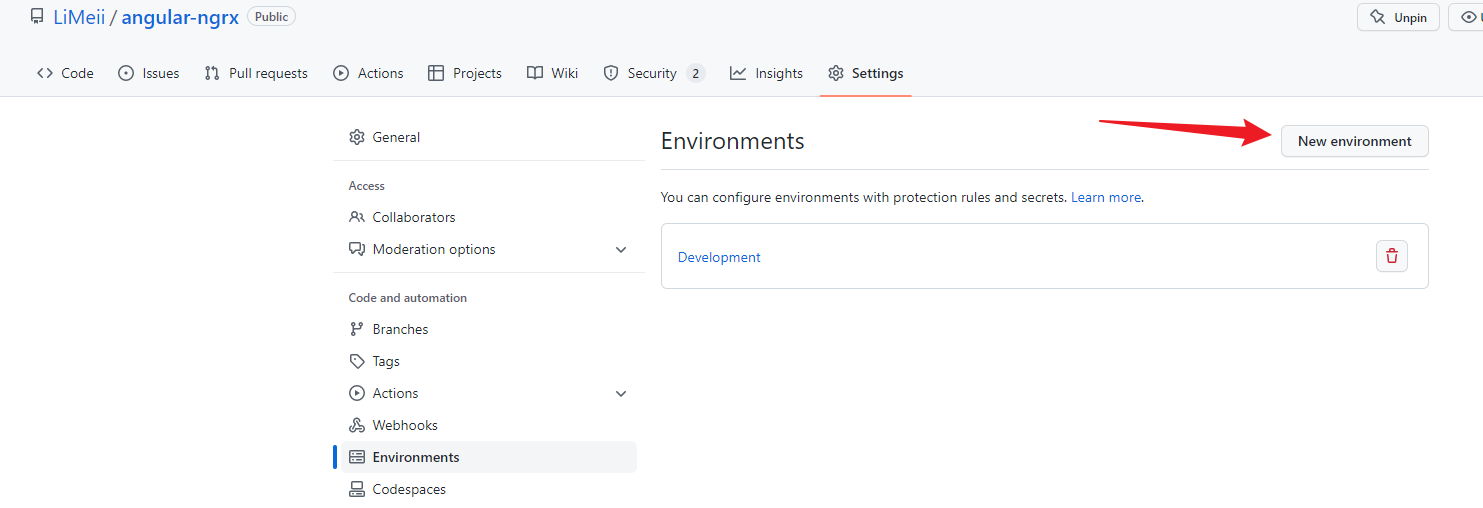 LiMeii / angular-ngrx Public
Unpin
Code Issues Pull requests Actions Projects Wiki Security 2 Insights Settings
General
Access
Collaborators
Moderation options
Code and automation
Branches
Tags
Actions
Webhooks
Environments
Codespaces
Environments
New environment
You can configure environments with protection rules and secrets. Learn more.
Development